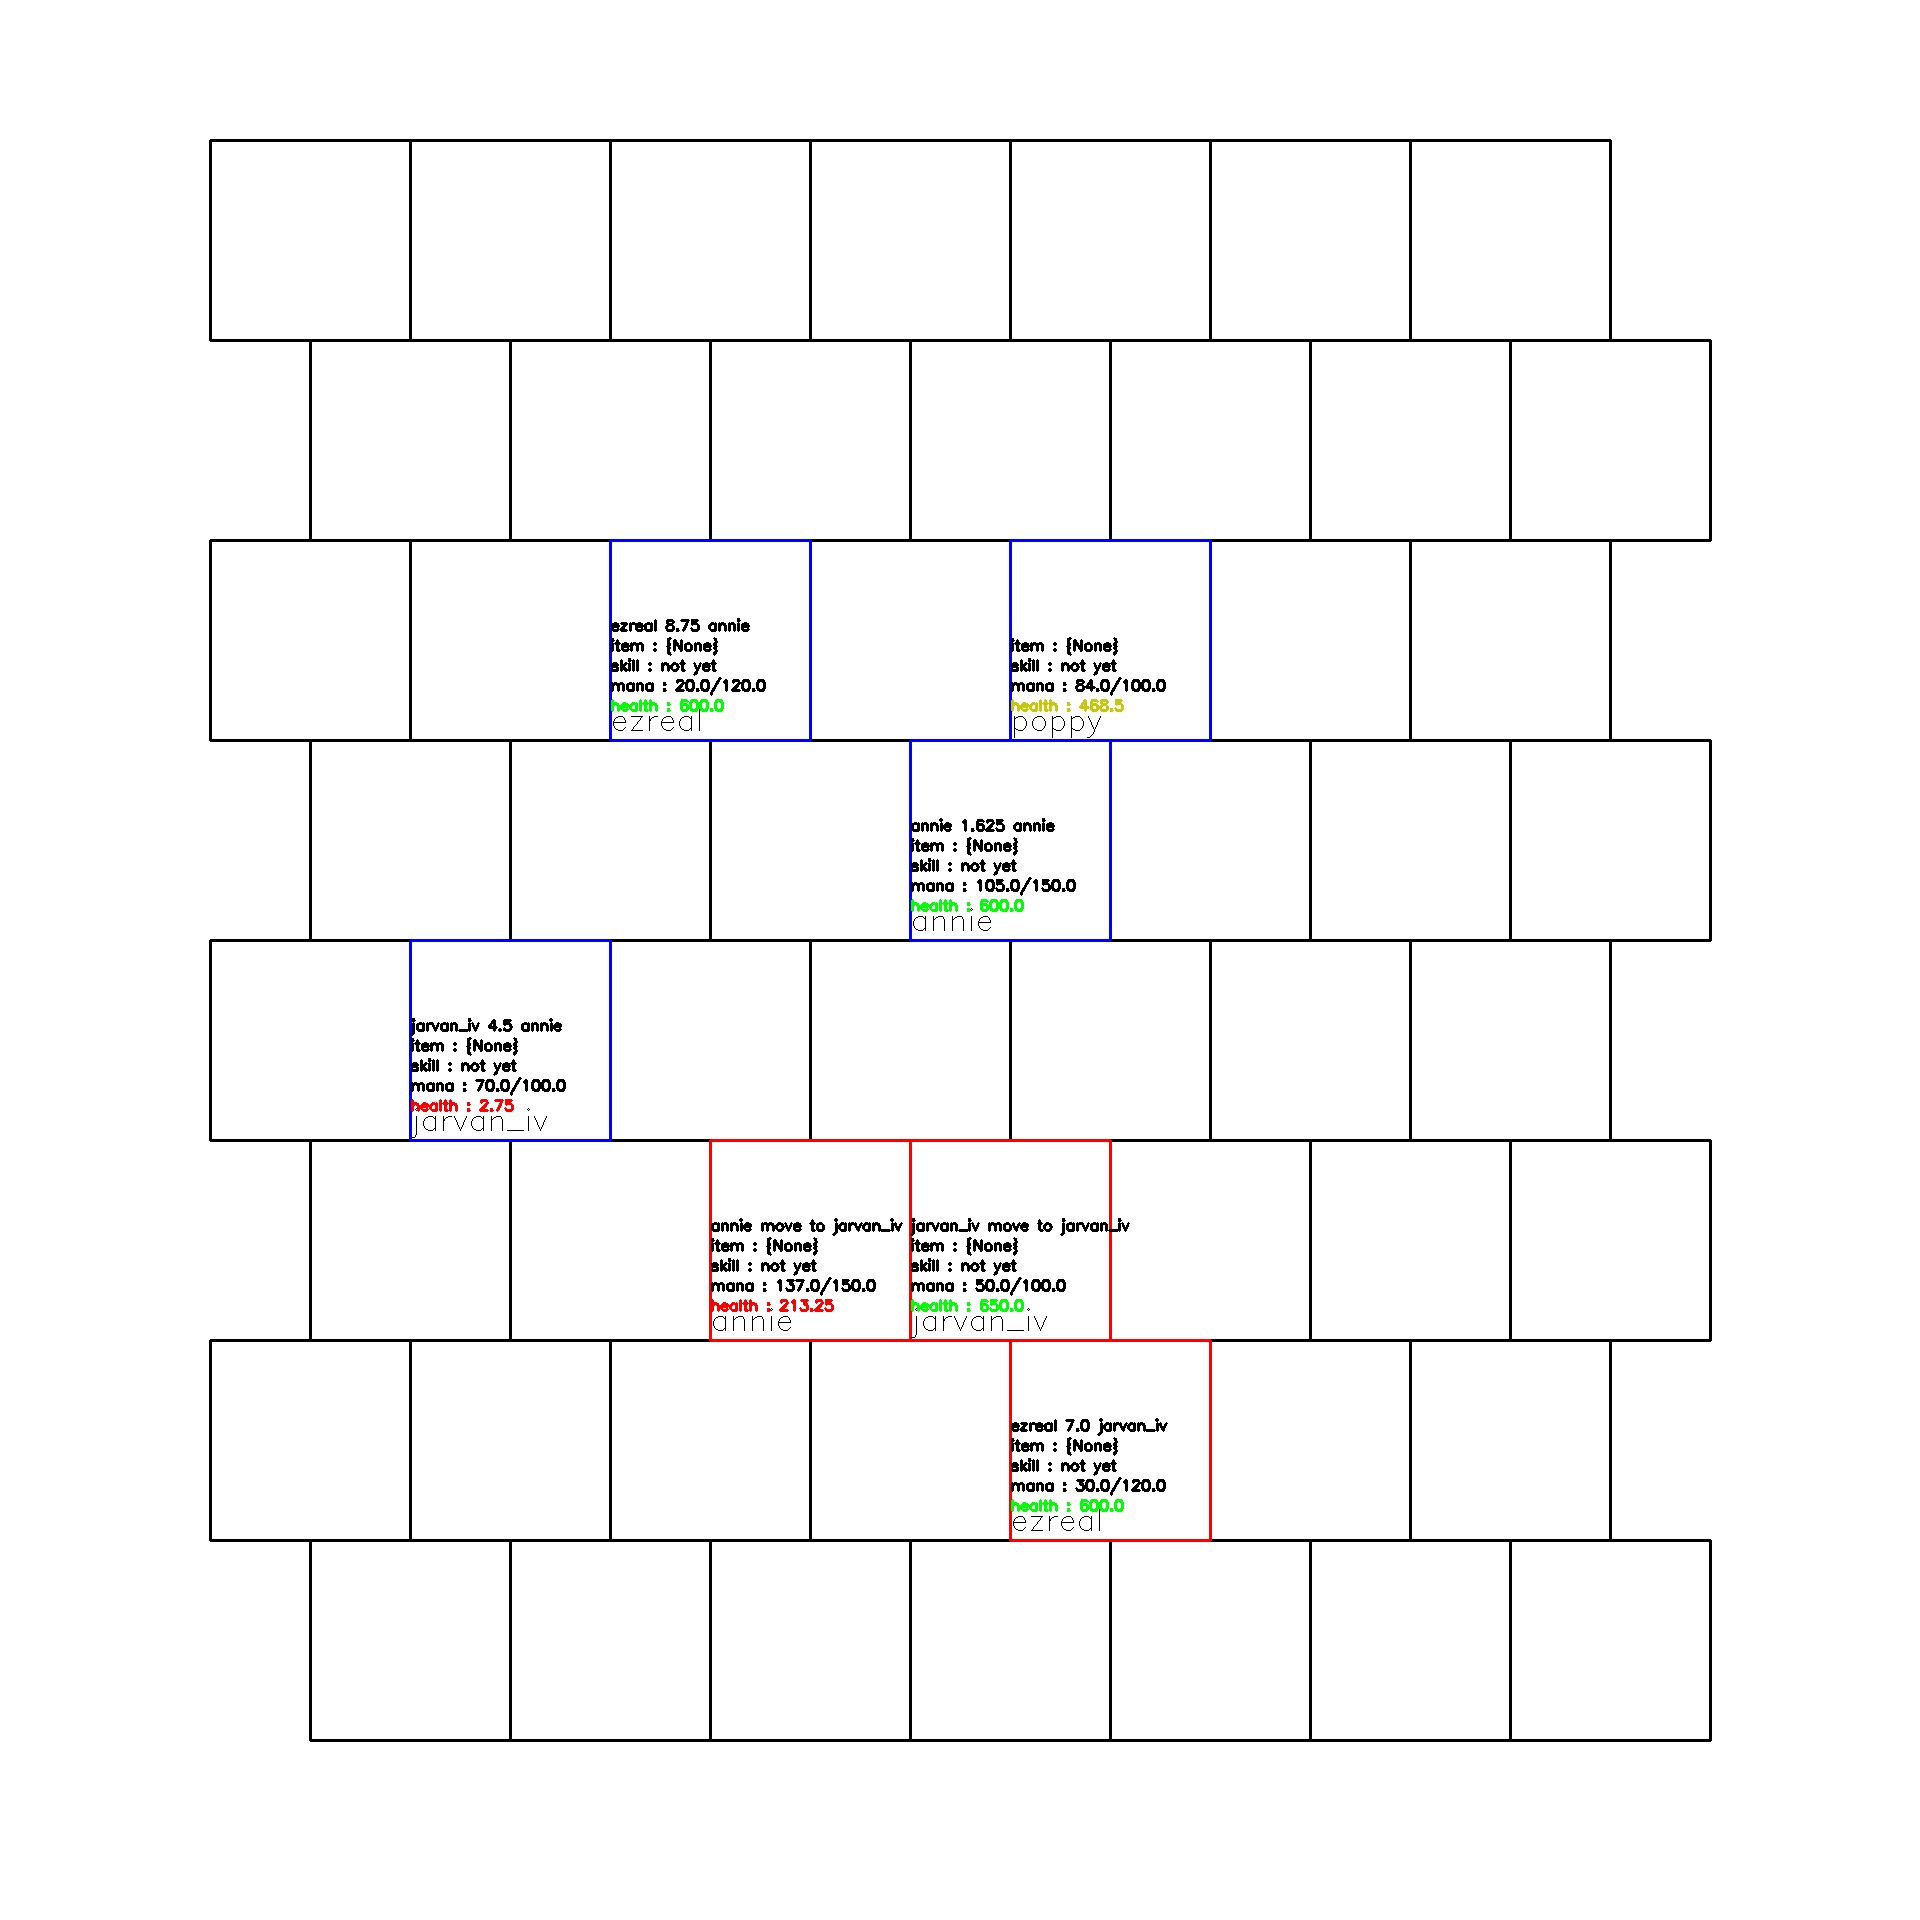 ezreal 8.75 annie
item : {None}
skill : not yet
mana : 20.0/120.0
health : 600.0
ezreal
item : {None}
skill : not yet
mana : 84.0/100.0
health : 468.5
poppy
annie 1.625 annie
item : {None}
skill : not yet
mana : 105.0/150.0
health : 600.0
annie
jarvan_iv 4.5 annie
item : {None}
skill : not yet
mana : 70.0/100.0
health : 2.75
jarvan_iv
annie move to jarvan_iv
item : {None}
skill : not yet
mana : 137.0/150.0
health : 213.25
annie
jarvan_iv move to jarvan_iv
item : {None}
skill : not yet
mana : 50.0/100.0
health : 650.0
jarvan_iv
ezreal 7.0 jarvan_iv
item : {None}
skill : not yet
mana : 30.0/120.0
health : 600.0
ezreal